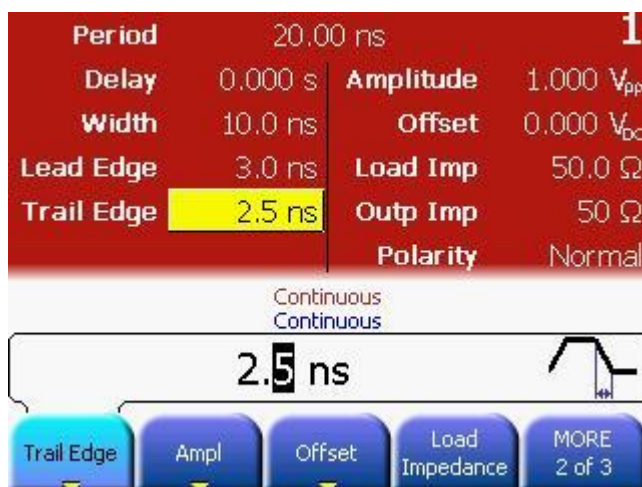 Period 20.00 ns 1
Delay 0.000 s Amplitude 1.000 Vpp
Width 10.0 ns Offset 0.000 VDC
Lead Edge 3.0 ns Load Imp 50.0 Ω
Trail Edge 2.5 ns Outp Imp 50 Ω
Polarity Normal
Continuous
Continuous
2.5 ns
Trail Edge Ampl Offset Load Impedance MORE 2 of 3